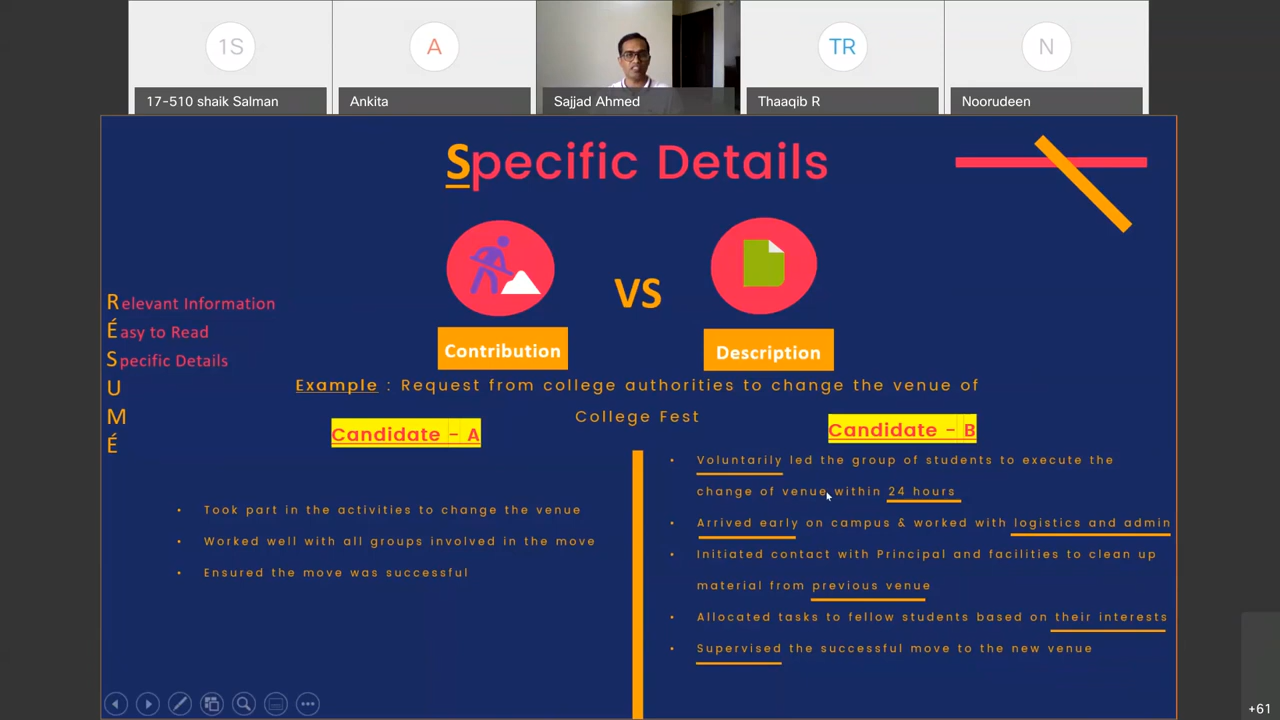 1S
A
TR
N
17-510 shaik Salman
Ankita
Sajjad Ahmed
Thaaqib R
Noorudeen
Specific Details
VS
Contribution
Description
Relevant Information
Éasy to Read
Specific Details
U
M
É
Example : Request from college authorities to change the venue of
College Fest
Candidate - A
• Took part in the activities to change the venue
• Worked well with all groups involved in the move
• Ensured the move was successful
Candidate - B
• Voluntarily led the group of students to execute the
change of venue within 24 hours
• Arrived early on campus & worked with logistics and admin
• Initiated contact with Principal and facilities to clean up
material from previous venue
• Allocated tasks to fellow students based on their interests
• Supervised the successful move to the new venue
+61